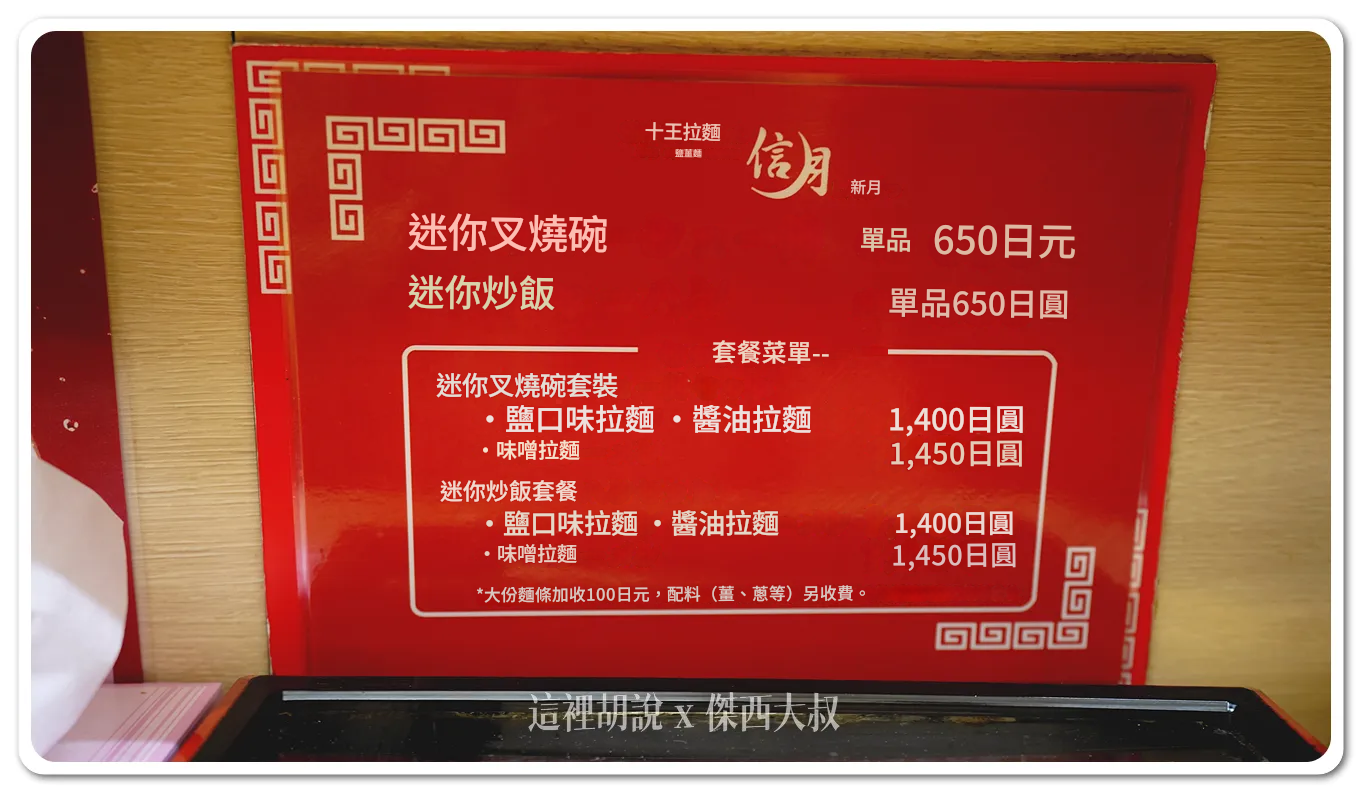 十王拉麵
鹽薑麵
信月
新月
迷你叉燒碗 單品 650日元
迷你炒飯 單品650日圓
套餐菜單--
迷你叉燒碗套裝
・鹽口味拉麵 ・醬油拉麵 1,400日圓
・味噌拉麵 1,450日圓
迷你炒飯套餐
・鹽口味拉麵 ・醬油拉麵 1,400日圓
・味噌拉麵 1,450日圓
*大份麵條加收100日元，配料（薑、蔥等）另收費。
這裡胡說 x 傑西大叔